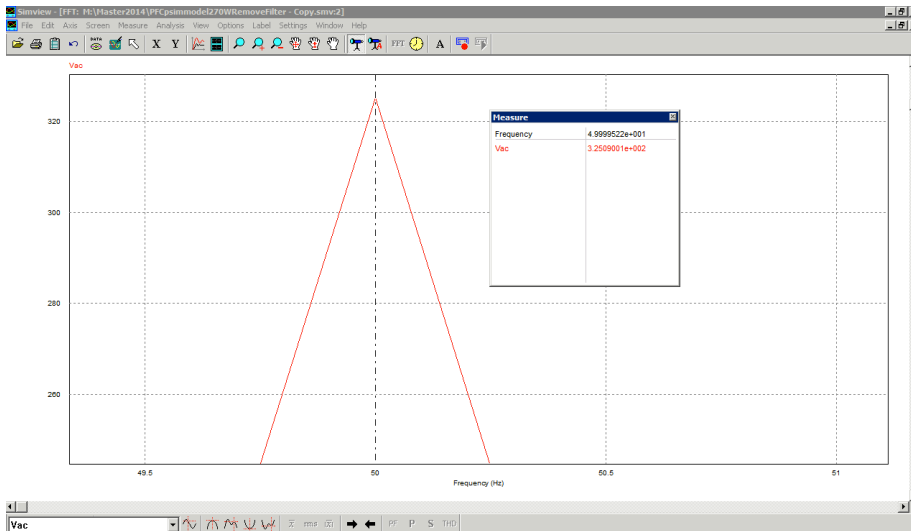 Simview - [FFT: M:\Master2014\PFCpsimmodel270WRemoveFilter - Copy.smv:2]
File Edit Axis Screen Measure Analysis View Options Label Settings Window Help
DATA X Y FFT A
Vac
320
300
280
260
Measure
Frequency 4.9999522e+001
Vac 3.2509001e+002
49.5 50 50.5 51
Frequency (Hz)
Vac x rms |x| PF P S THD